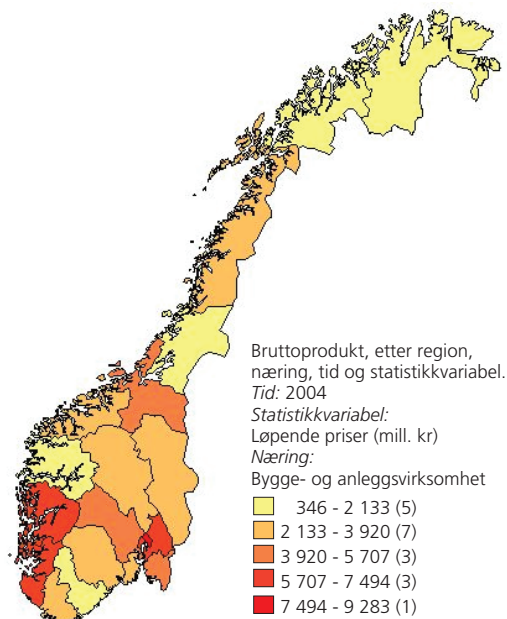 Bruttoprodukt, etter region,
næring, tid og statistikkvariabel.
Tid: 2004
Statistikkvariabel:
Løpende priser (mill. kr)
Næring:
Bygge- og anleggsvirksomhet
346 - 2 133 (5)
2 133 - 3 920 (7)
3 920 - 5 707 (3)
5 707 - 7 494 (3)
7 494 - 9 283 (1)